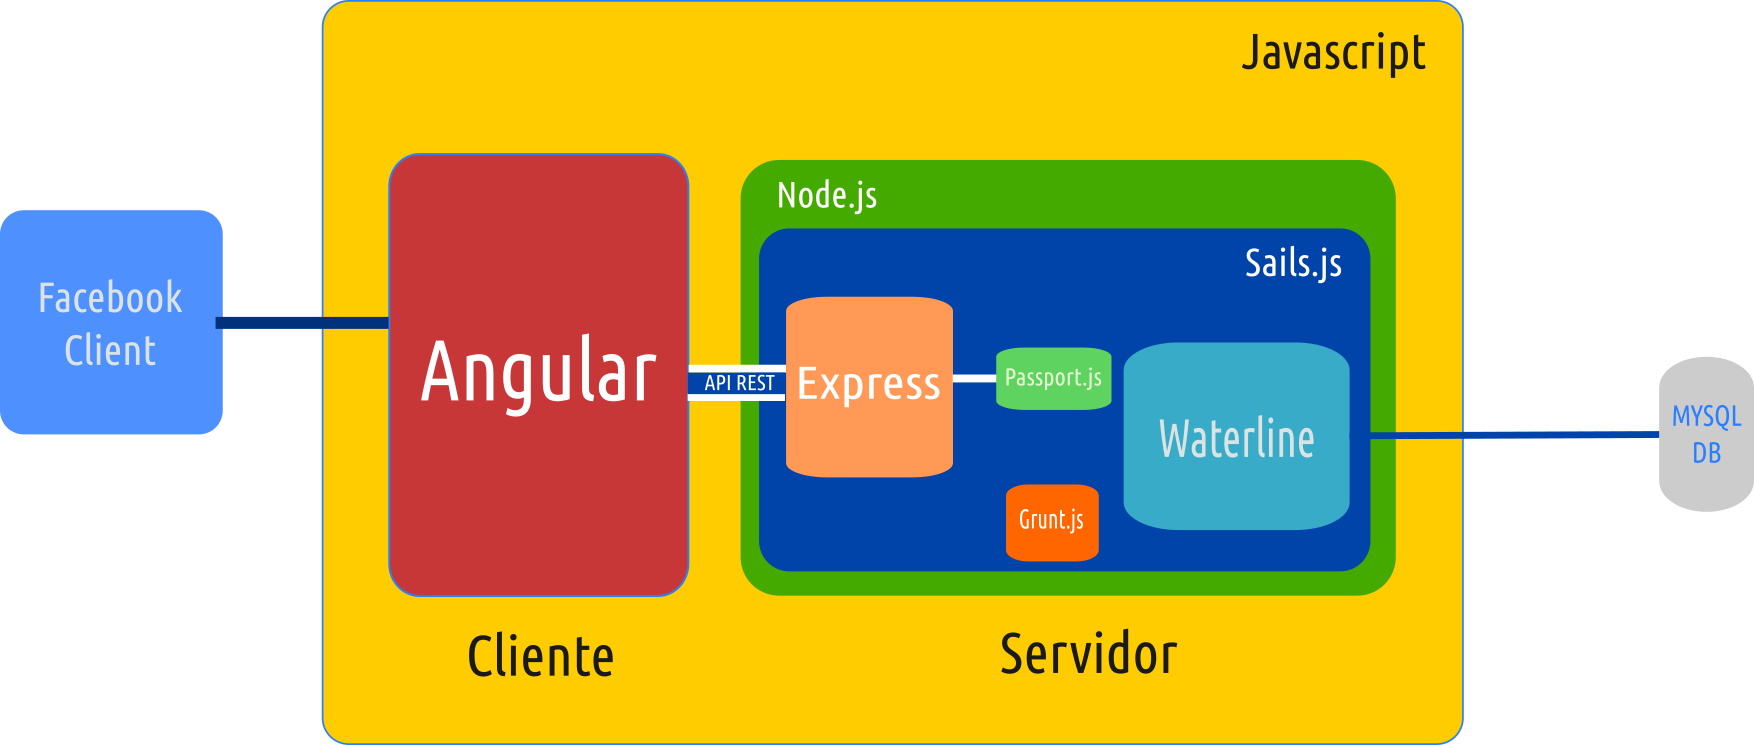 Javascript
Node.js
Sails.js
Facebook
Client
Angular
API REST
Express
Passport.js
Waterline
MYSQL
DB
Grunt.js
Cliente
Servidor